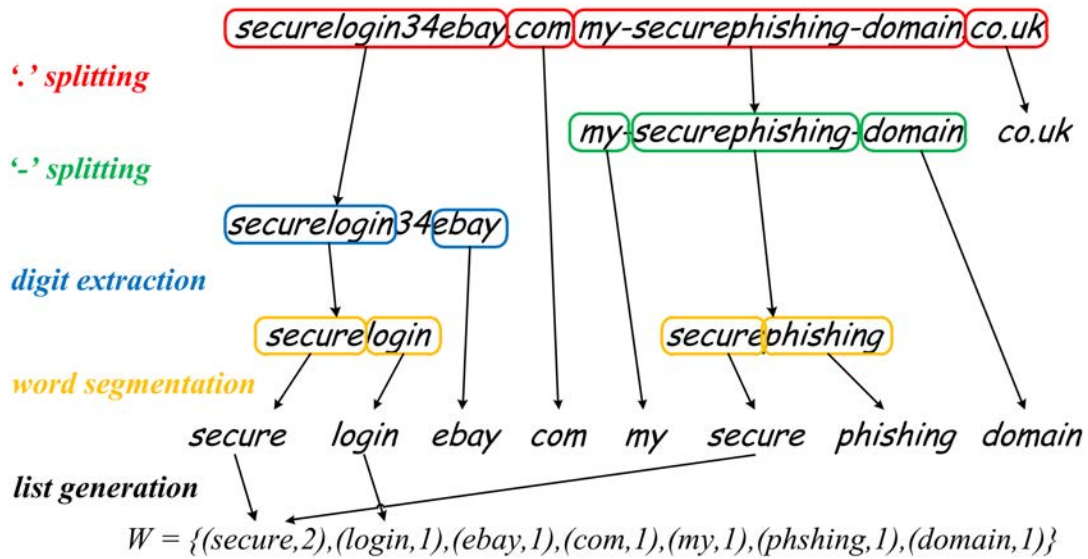 securelogin34ebay.com my-securephishing-domain.co.uk
‘.’ splitting
my-securephishing-domain co.uk
‘-’ splitting
securelogin34ebay
digit extraction
securelogin securephishing
word segmentation
secure login ebay com my secure phishing domain
list generation
W = {(secure,2),(login,1),(ebay,1),(com,1),(my,1),(phshing,1),(domain,1)}